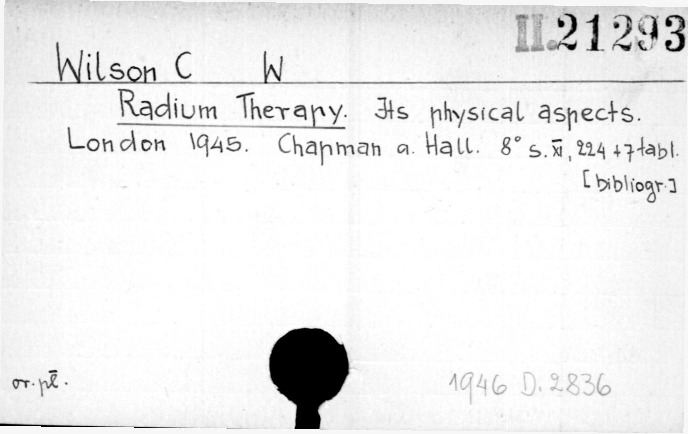 II.21293
Wilson C W
Radium Therapy. Its physical aspects.
London 1945. Chapman a. Hall. 8° s. XI, 224 + 7 tabl.
[bibliogr.]
or. pł.
1946 D. 2836